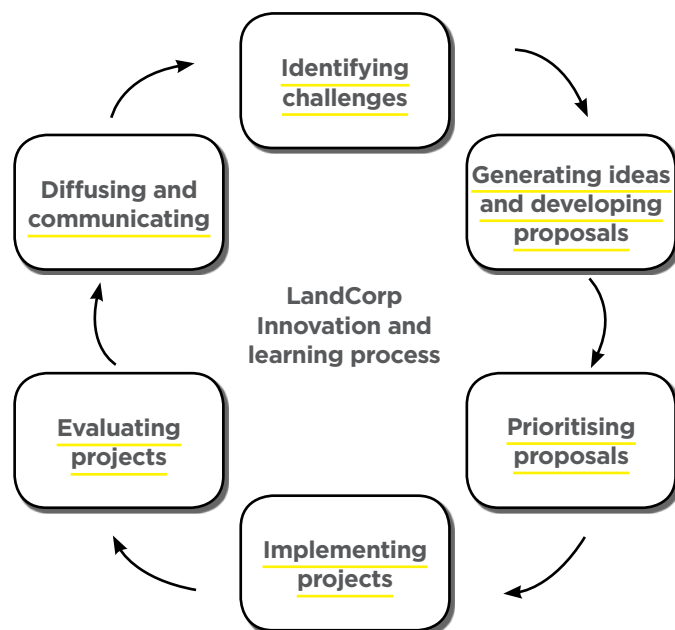 Identifying
challenges
Generating ideas
and developing
proposals
Prioritising
proposals
Implementing
projects
Evaluating
projects
Diffusing and
communicating
LandCorp
Innovation and
learning process